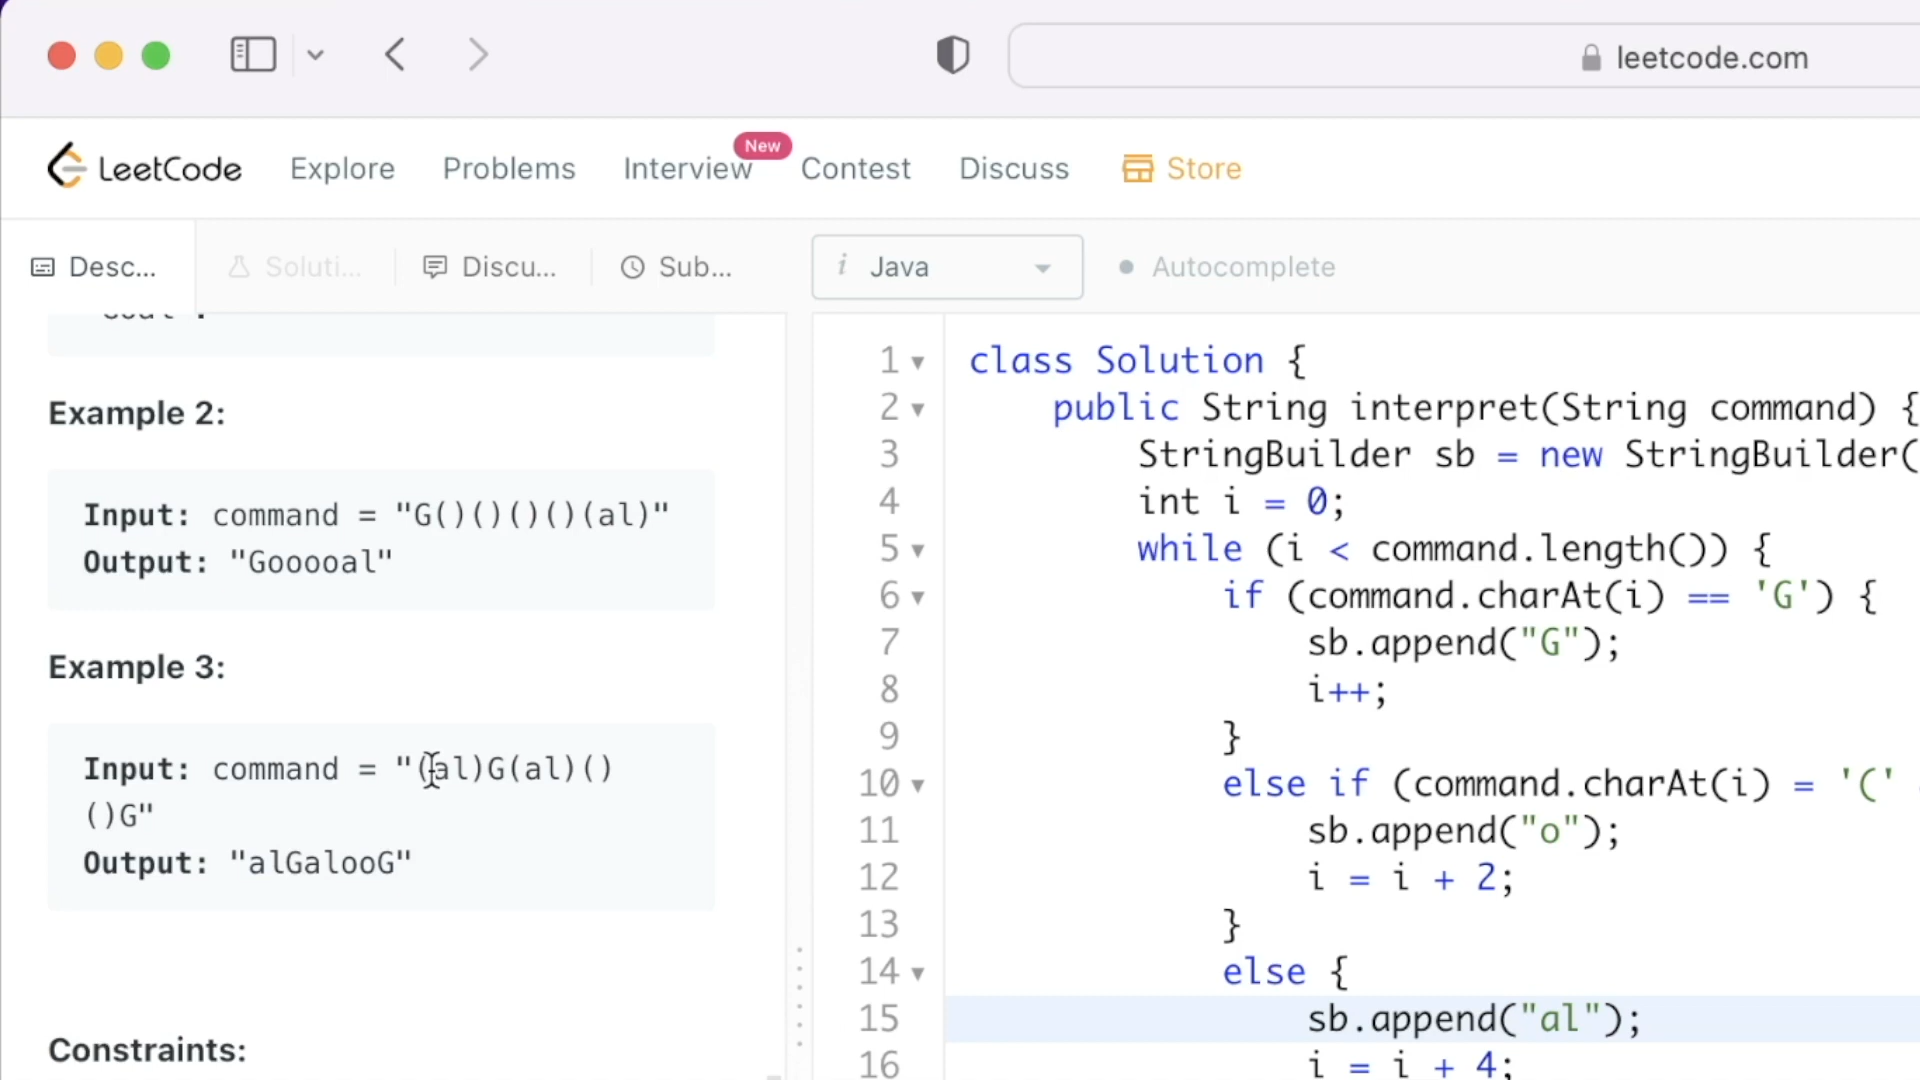 leetcode.com
LeetCode Explore Problems Interview New Contest Discuss Store
Desc... Soluti... Discu... Sub... i Java Autocomplete
Example 2:
Input: command = "G()()()()(al)"
Output: "Gooooal"
Example 3:
Input: command = "(al)G(al)()
()G"
Output: "alGalooG"
Constraints:
1 class Solution {
2 public String interpret(String command) {
3 StringBuilder sb = new StringBuilder(
4 int i = 0;
5 while (i < command.length()) {
6 if (command.charAt(i) == 'G') {
7 sb.append("G");
8 i++;
9 }
10 else if (command.charAt(i) = '('
11 sb.append("o");
12 i = i + 2;
13 }
14 else {
15 sb.append("al");
16 i = i + 4;